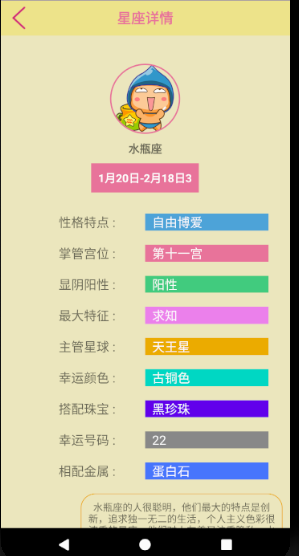 星座详情
水瓶座
1月20日-2月18日3
性格特点： 自由博爱
掌管宫位： 第十一宫
显阴阳性： 阳性
最大特征： 求知
主管星球： 天王星
幸运颜色： 古铜色
搭配珠宝： 黑珍珠
幸运号码： 22
相配金属： 蛋白石
水瓶座的人很聪明，他们最大的特点是创
新，追求独一无二的生活，个人主义色彩很